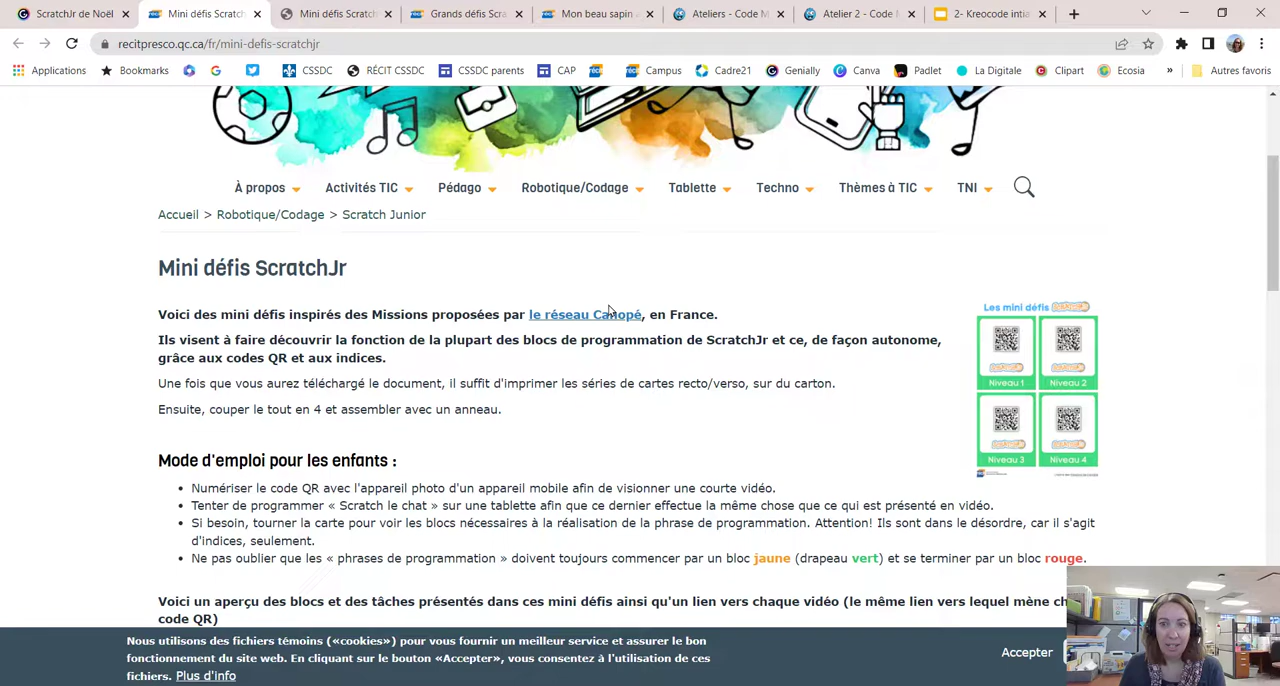 ScratchJr de Noël
Mini défis Scratch
Mini défis Scratch
Grands défis Scra
Mon beau sapin
Ateliers - Code M
Atelier 2 - Code
2- Kreocode intia
recitpresco.qc.ca/fr/mini-defis-scratchjr
Applications Bookmarks CSSDC RÉCIT CSSDC CSSDC parents CAP Campus Cadre21 Genially Canva Padlet La Digitale Clipart Ecosia » Autres favoris
À propos Activités TIC Pédago Robotique/Codage Tablette Techno Thèmes à TIC TNI
Accueil > Robotique/Codage > Scratch Junior
Mini défis ScratchJr
Voici des mini défis inspirés des Missions proposées par le réseau Canopé, en France.
Ils visent à faire découvrir la fonction de la plupart des blocs de programmation de ScratchJr et ce, de façon autonome,
grâce aux codes QR et aux indices.
Une fois que vous aurez téléchargé le document, il suffit d'imprimer les séries de cartes recto/verso, sur du carton.
Ensuite, couper le tout en 4 et assembler avec un anneau.
Les mini défis
Niveau 1 Niveau 2
Niveau 3 Niveau 4
Mode d'emploi pour les enfants :
• Numériser le code QR avec l'appareil photo d'un appareil mobile afin de visionner une courte vidéo.
• Tenter de programmer « Scratch le chat » sur une tablette afin que ce dernier effectue la même chose que ce qui est présenté en vidéo.
• Si besoin, tourner la carte pour voir les blocs nécessaires à la réalisation de la phrase de programmation. Attention! Ils sont dans le désordre, car il s'agit
d'indices, seulement.
• Ne pas oublier que les « phrases de programmation » doivent toujours commencer par un bloc jaune (drapeau vert) et se terminer par un bloc rouge.
Voici un aperçu des blocs et des tâches présentés dans ces mini défis ainsi qu'un lien vers chaque vidéo (le même lien vers lequel mène ch
code QR)
Nous utilisons des fichiers témoins («cookies») pour vous fournir un meilleur service et assurer le bon
fonctionnement du site web. En cliquant sur le bouton «Accepter», vous consentez à l'utilisation de ces
fichiers. Plus d'info
Accepter